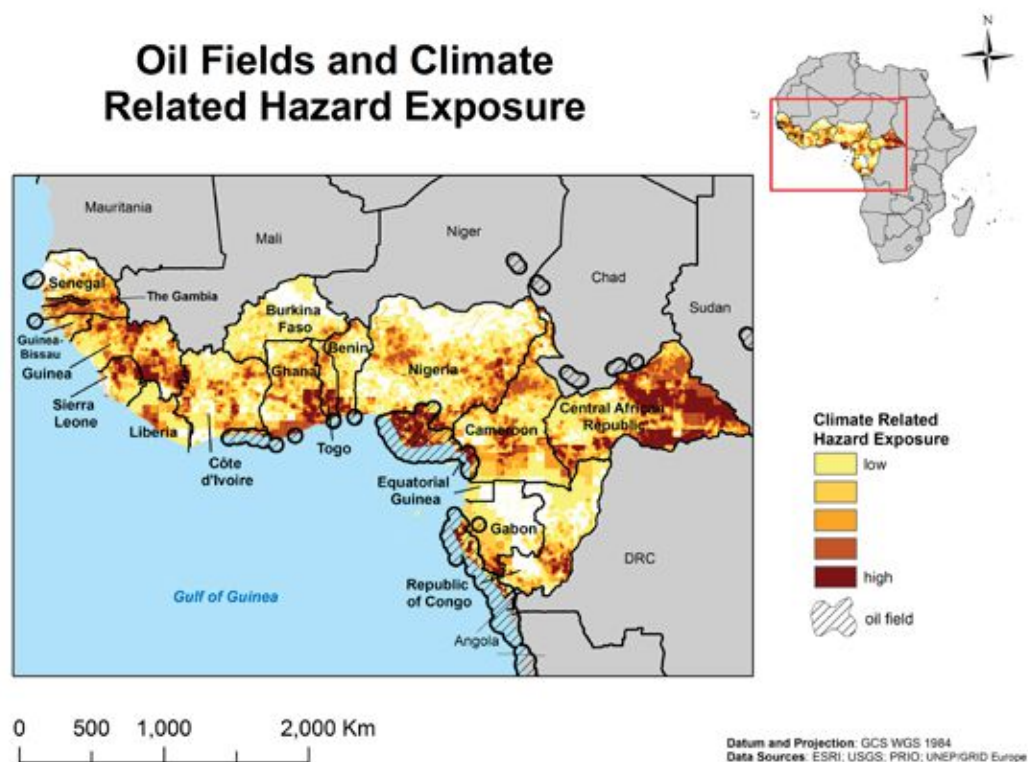 Oil Fields and Climate
Related Hazard Exposure
N
Mauritania
Mali
Niger
Chad
Sudan
Senegal
The Gambia
Burkina
Faso
Benin
Guinea-
Bissau
Guinea
Ghana
Nigeria
Sierra
Leone
Central African
Republic
Liberia
Cameroon
Togo
Côte
d'Ivoire
Equatorial
Guinea
Gabon
DRC
Republic
of Congo
Gulf of Guinea
Angola
Climate Related
Hazard Exposure
low
high
oil field
0 500 1,000 2,000 Km
Datum and Projection: GCS WGS 1984
Data Sources: ESRI; USGS; PRIO; UNEP/GRID Europe